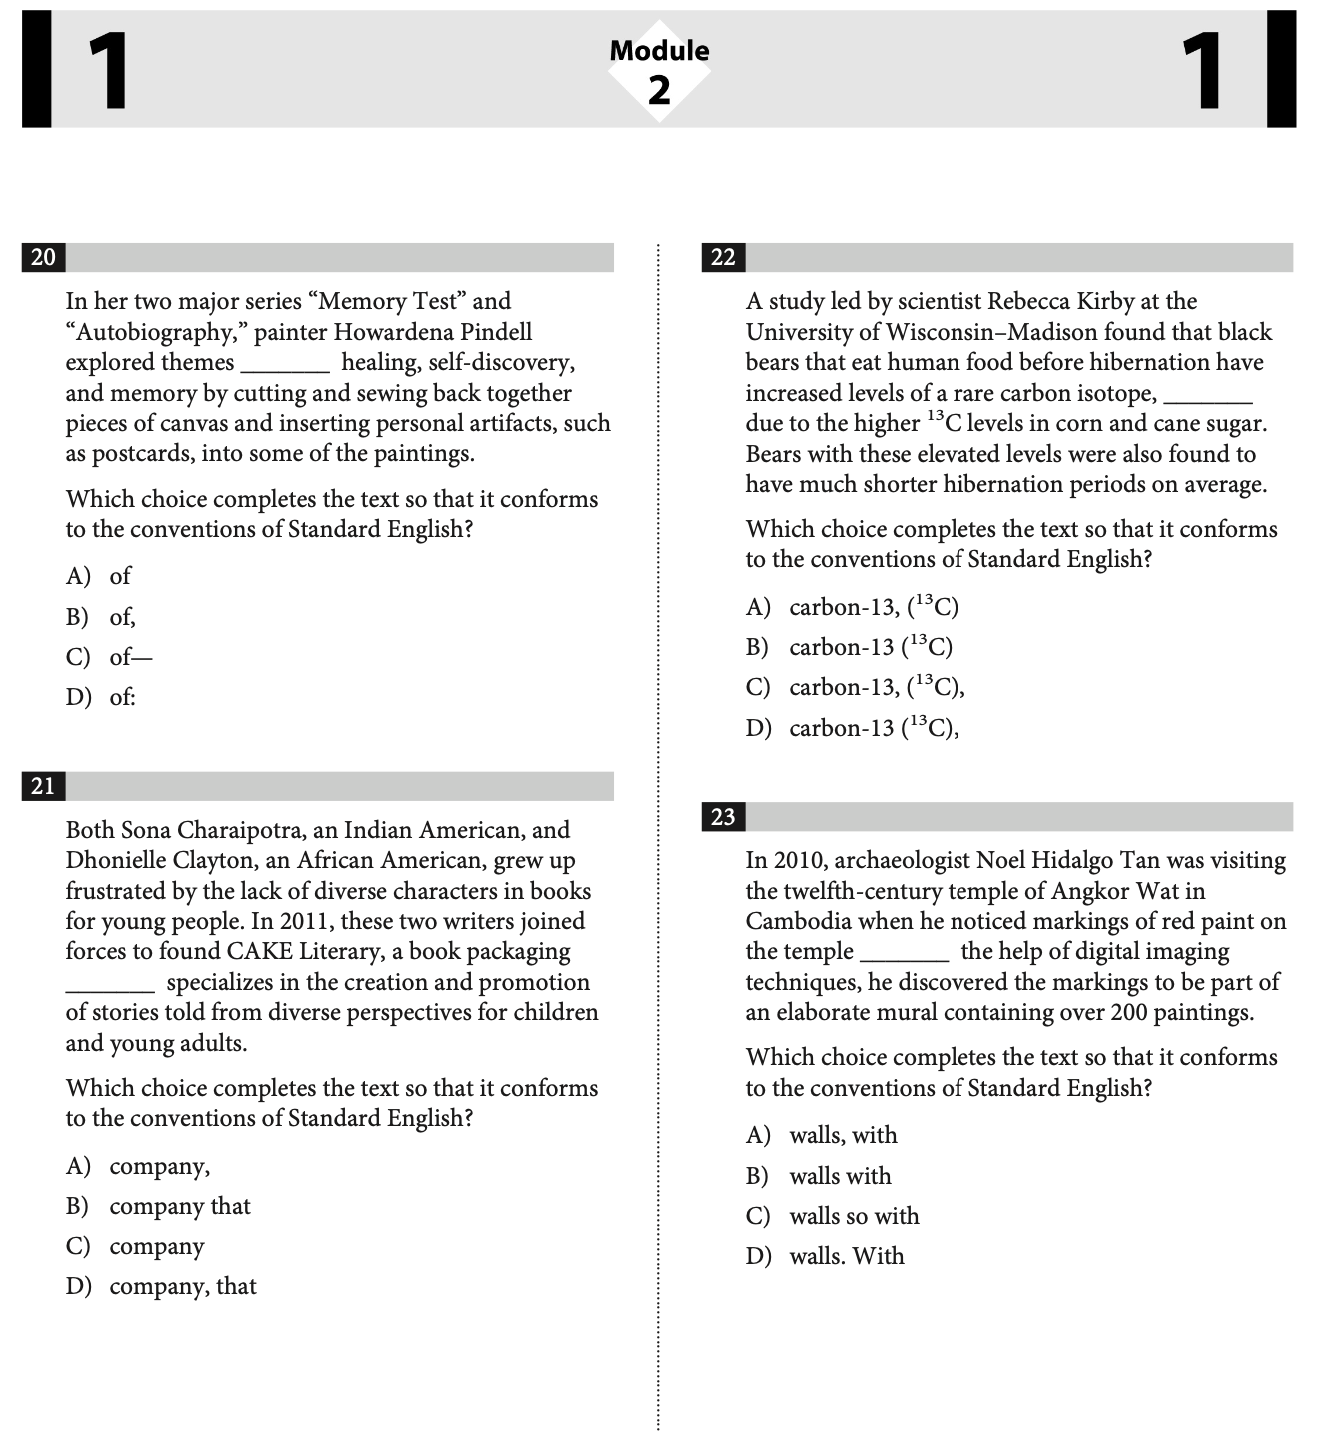 1
Module
2
1
20
In her two major series “Memory Test” and
“Autobiography,” painter Howardena Pindell
explored themes _______ healing, self-discovery,
and memory by cutting and sewing back together
pieces of canvas and inserting personal artifacts, such
as postcards, into some of the paintings.
Which choice completes the text so that it conforms
to the conventions of Standard English?
A) of
B) of,
C) of—
D) of:
21
Both Sona Charaipotra, an Indian American, and
Dhonielle Clayton, an African American, grew up
frustrated by the lack of diverse characters in books
for young people. In 2011, these two writers joined
forces to found CAKE Literary, a book packaging
_______ specializes in the creation and promotion
of stories told from diverse perspectives for children
and young adults.
Which choice completes the text so that it conforms
to the conventions of Standard English?
A) company,
B) company that
C) company
D) company, that
22
A study led by scientist Rebecca Kirby at the
University of Wisconsin–Madison found that black
bears that eat human food before hibernation have
increased levels of a rare carbon isotope, _______
due to the higher ¹³C levels in corn and cane sugar.
Bears with these elevated levels were also found to
have much shorter hibernation periods on average.
Which choice completes the text so that it conforms
to the conventions of Standard English?
A) carbon-13, (¹³C)
B) carbon-13 (¹³C)
C) carbon-13, (¹³C),
D) carbon-13 (¹³C),
23
In 2010, archaeologist Noel Hidalgo Tan was visiting
the twelfth-century temple of Angkor Wat in
Cambodia when he noticed markings of red paint on
the temple _______ the help of digital imaging
techniques, he discovered the markings to be part of
an elaborate mural containing over 200 paintings.
Which choice completes the text so that it conforms
to the conventions of Standard English?
A) walls, with
B) walls with
C) walls so with
D) walls. With